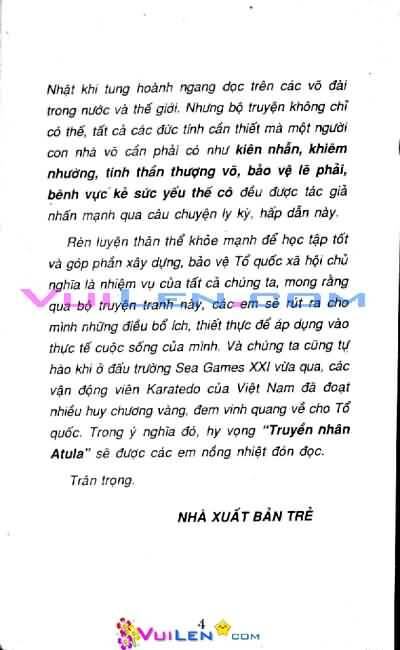 Nhật khi tung hoành ngang dọc trên các võ đài
trong nước và thế giới. Nhưng bộ truyện không chỉ
có thế, tất cả các đức tính cần thiết mà một người
con nhà võ cần phải có như kiên nhẫn, khiêm
nhường, tinh thần thượng võ, bảo vệ lẽ phải,
bênh vực kẻ sức yếu thế cô đều được tác giả
nhấn mạnh qua câu chuyện ly kỳ, hấp dẫn này.
Rèn luyện thân thể khỏe mạnh để học tập tốt
và góp phần xây dựng, bảo vệ Tổ quốc xã hội chủ
nghĩa là nhiệm vụ của tất cả chúng ta, mong rằng
qua bộ truyện tranh này, các em sẽ rút ra cho
VUILEN.COM
mình những điều bổ ích, thiết thực để áp dụng vào
thực tế cuộc sống của mình. Và chúng ta cũng tự
hào khi ở đấu trường Sea Games XXI vừa qua, các
vận động viên Karatedo của Việt Nam đã đoạt
nhiều huy chương vàng, đem vinh quang về cho Tổ
quốc. Trong ý nghĩa đó, hy vọng "Truyền nhân
Atula" sẽ được các em nồng nhiệt đón đọc.
Trân trọng.
NHÀ XUẤT BẢN TRẺ
4
VUILEN.COM